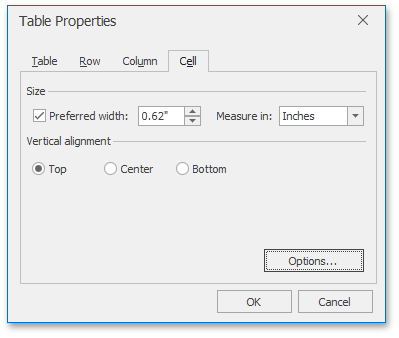 Table Properties
Table Row Column Cell
Size
Preferred width: 0.62" Measure in: Inches
Vertical alignment
Top Center Bottom
Options...
OK Cancel